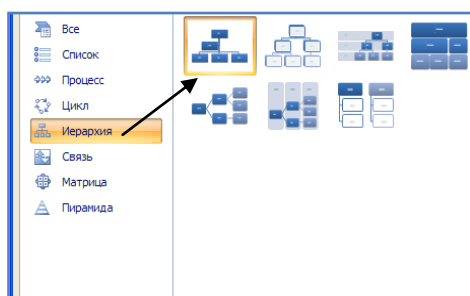 Все
Список
Процесс
Цикл
Иерархия
Связь
Матрица
Пирамида